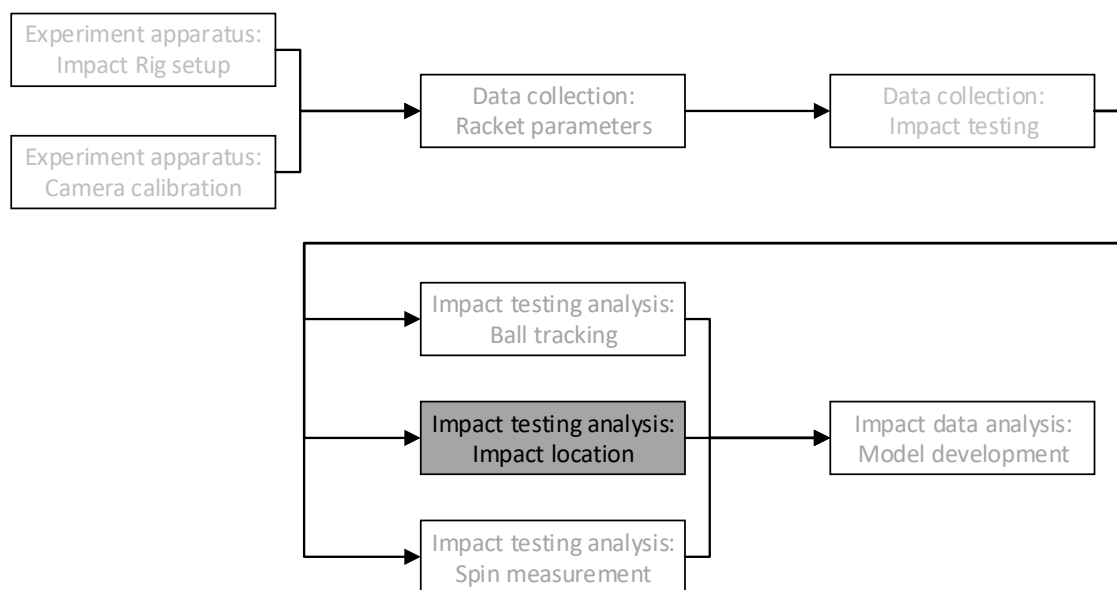 Experiment apparatus:
Impact Rig setup
Experiment apparatus:
Camera calibration
Data collection:
Racket parameters
Data collection:
Impact testing
Impact testing analysis:
Ball tracking
Impact testing analysis:
Impact location
Impact testing analysis:
Spin measurement
Impact data analysis:
Model development